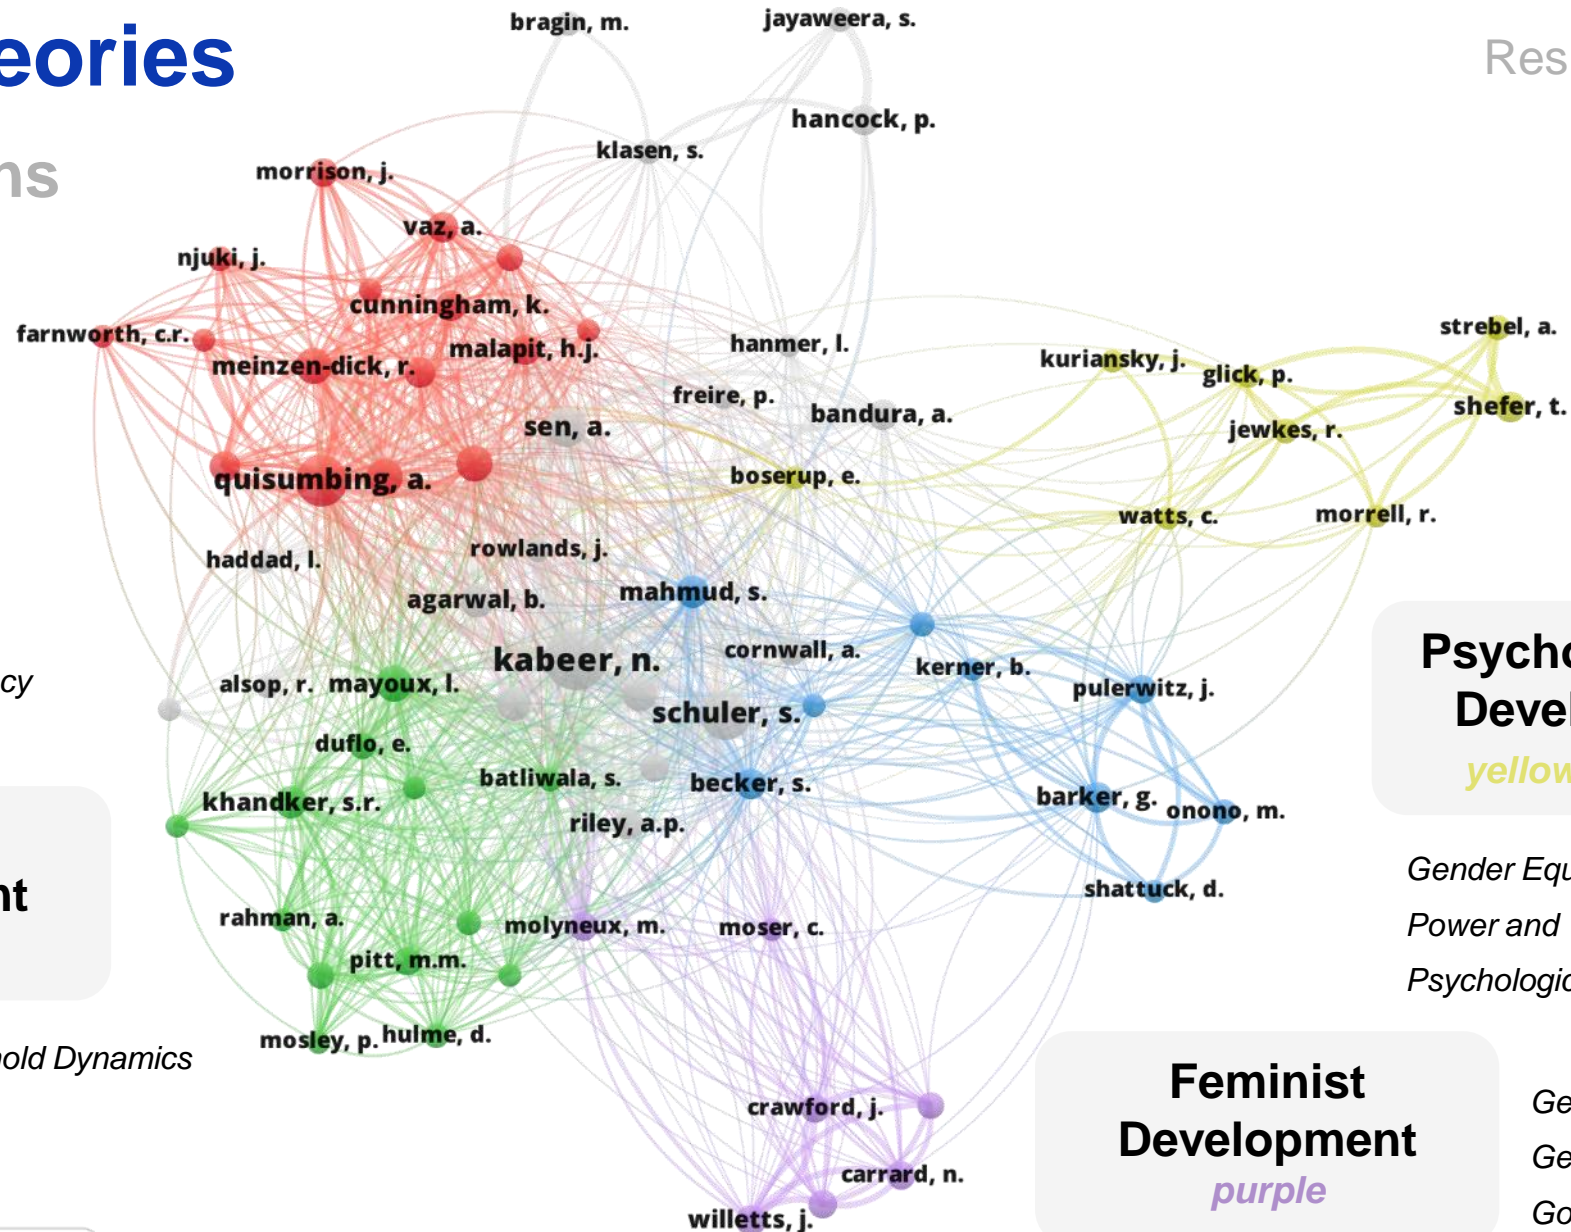 eories
Res
ns
bragin, m.
jayaweera, s.
hancock, p.
klasen, s.
morrison, j.
vaz, a.
njuki, j.
cunningham, k.
farnworth, c.r.
malapit, h.j.
meinzen-dick, r.
hanmer, l.
freire, p.
bandura, a.
sen, a.
strebel, a.
kuriansky, j.
glick, p.
shefer, t.
jewkes, r.
quisumbing, a.
boserup, e.
watts, c.
morrell, r.
rowlands, j.
haddad, l.
agarwal, b.
mahmud, s.
kabeer, n.
cornwall, a.
kerner, b.
pulerwitz, j.
cy
alsop, r.
mayoux, l.
schuler, s.
duflo, e.
batliwala, s.
becker, s.
khandker, s.r.
riley, a.p.
barker, g.
onono, m.
shattuck, d.
Psycho
Devel
yellow
nt
rahman, a.
molyneux, m.
moser, c.
pitt, m.m.
mosley, p.
hulme, d.
Gender Equ
Power and
Psychologic
old Dynamics
crawford, j.
carrard, n.
willetts, j.
Feminist
Development
purple
Ge
Ge
Go